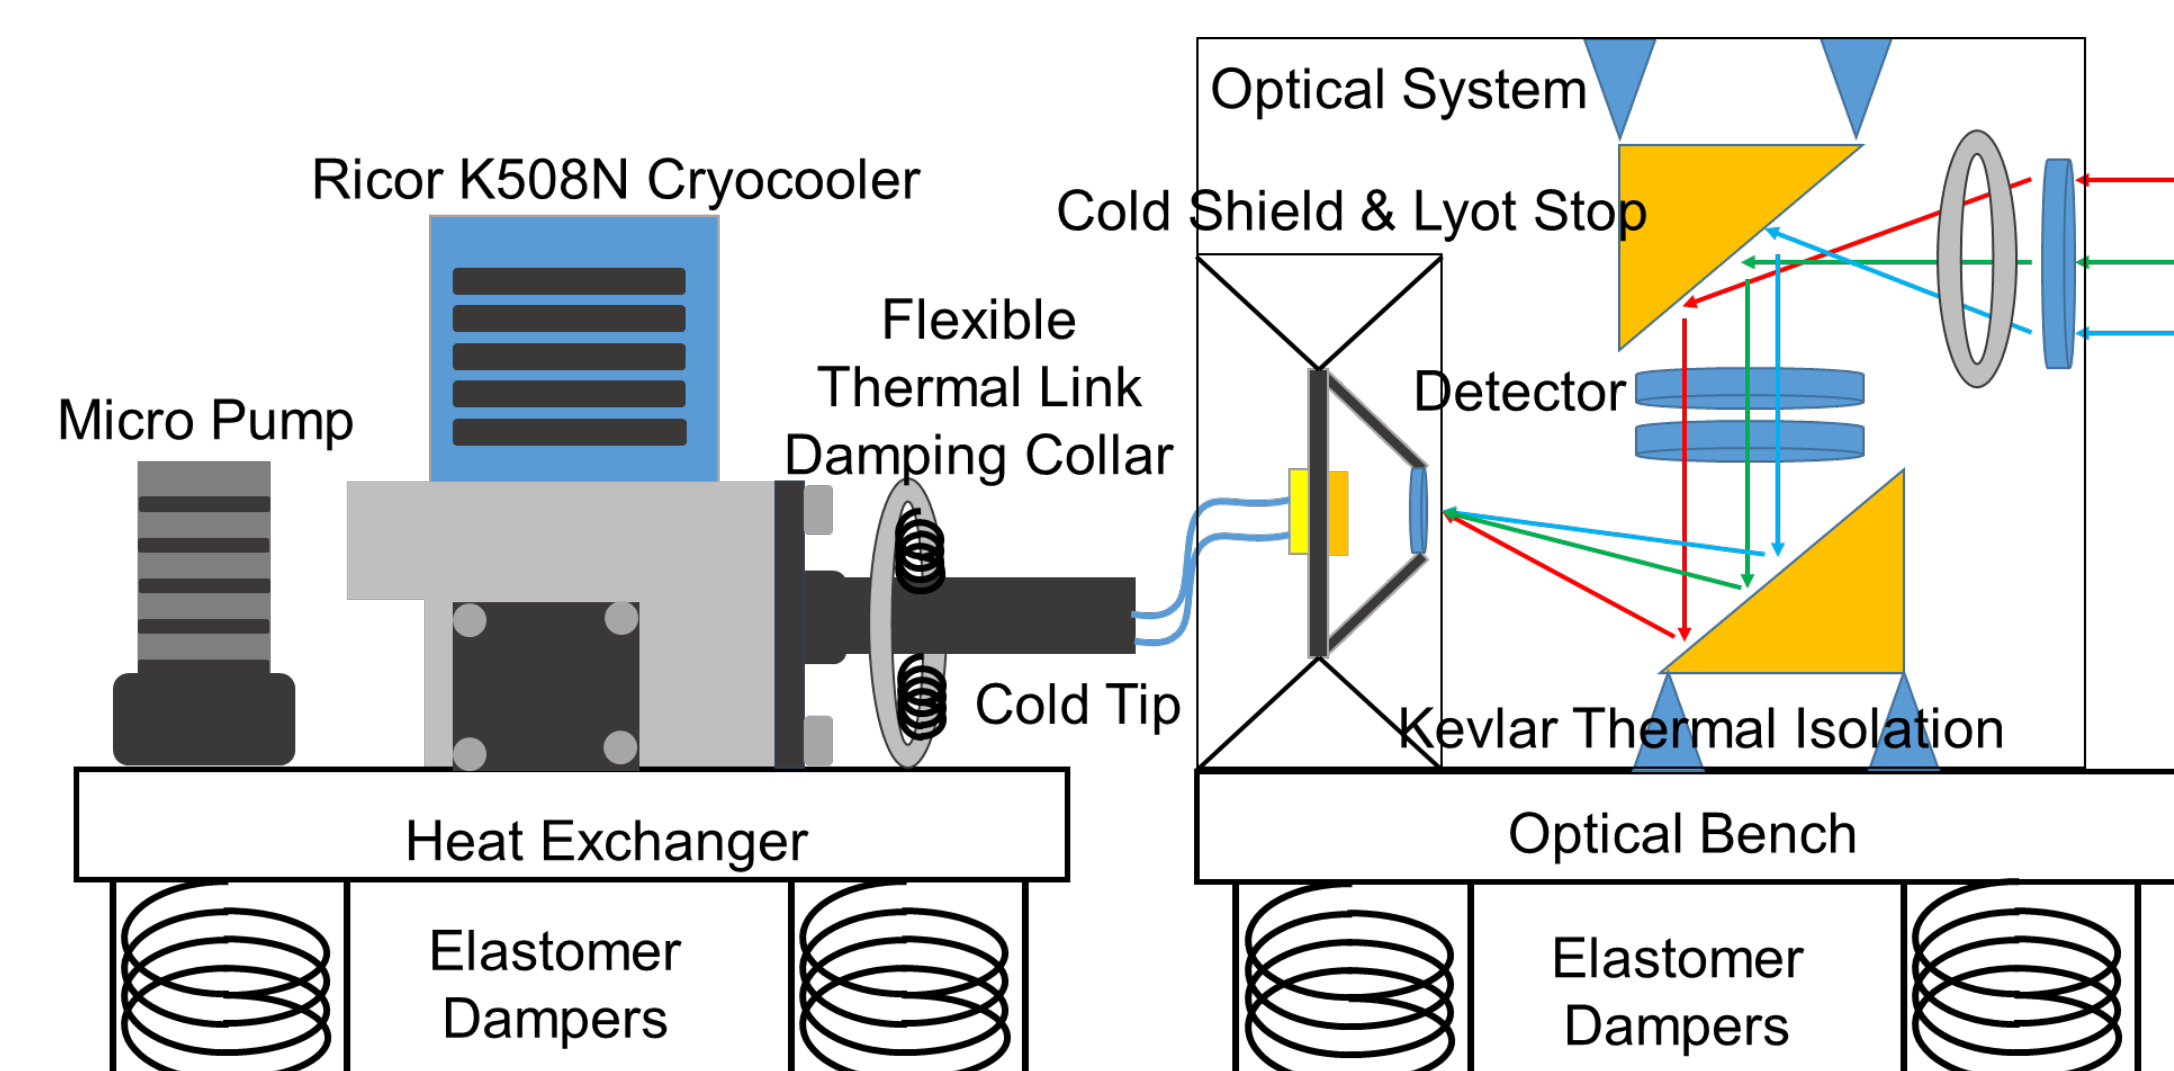 Optical System
Ricor K508N Cryocooler
Cold Shield & Lyot Stop
Flexible
Thermal Link
Damping Collar
Detector
Micro Pump
Cold Tip
Kevlar Thermal Isolation
Heat Exchanger
Optical Bench
Elastomer
Dampers
Elastomer
Dampers